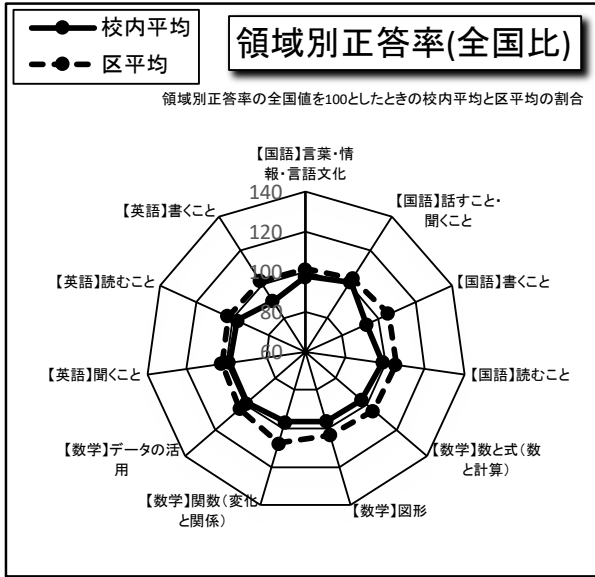 校内平均
区平均
領域別正答率(全国比)
領域別正答率の全国値を100としたときの校内平均と区平均の割合
【国語】言葉・情
報・言語文化
【国語】話すこと・
聞くこと
【国語】書くこと
【国語】読むこと
【数学】数と式(数
と計算)
【数学】図形
【数学】関数(変化
と関係)
【数学】データの活
用
【英語】聞くこと
【英語】読むこと
【英語】書くこと
140
120
100
80
60